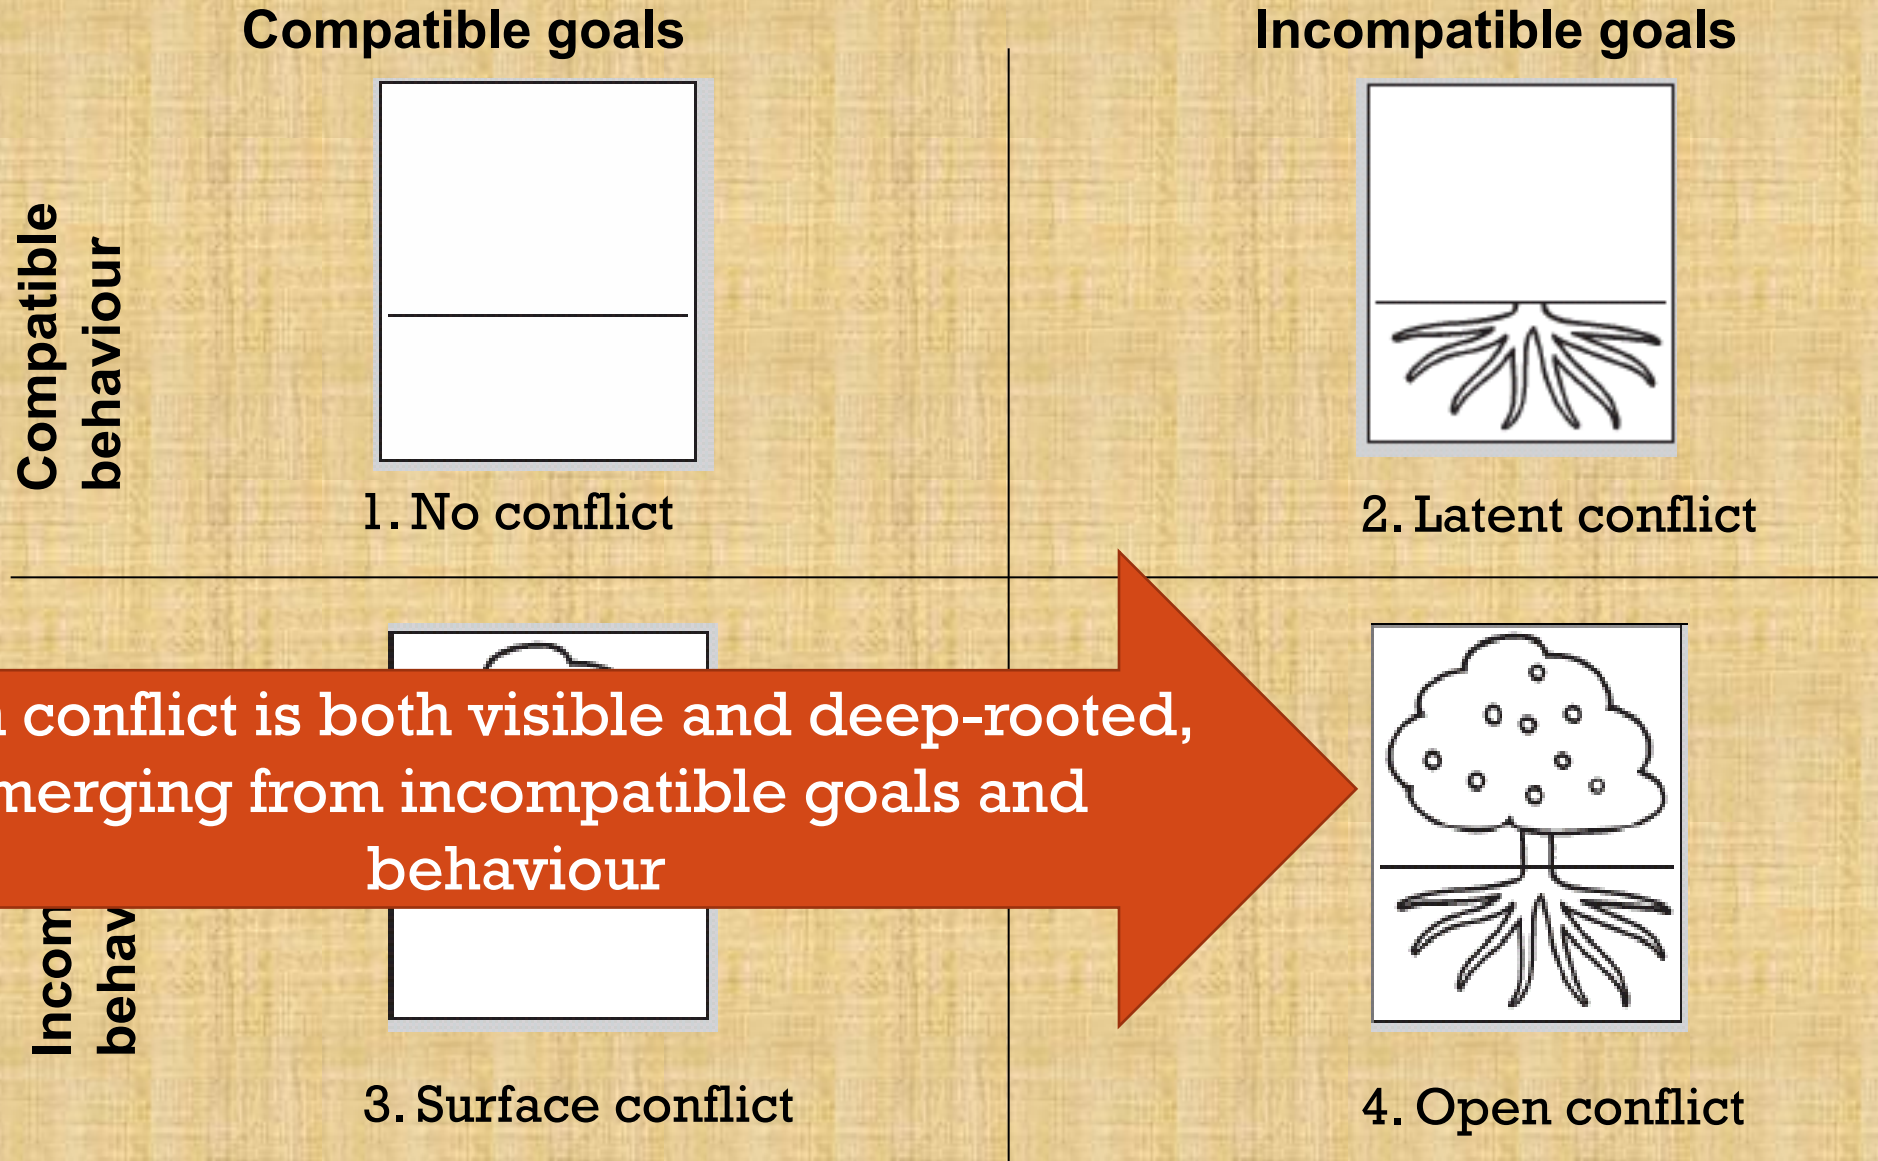 Compatible goals
Incompatible goals
Compatible
behaviour
1. No conflict
2. Latent conflict
conflict is both visible and deep-rooted,
incompatible goals and
from
behaviour
3. Surface conflict
4. Open conflict